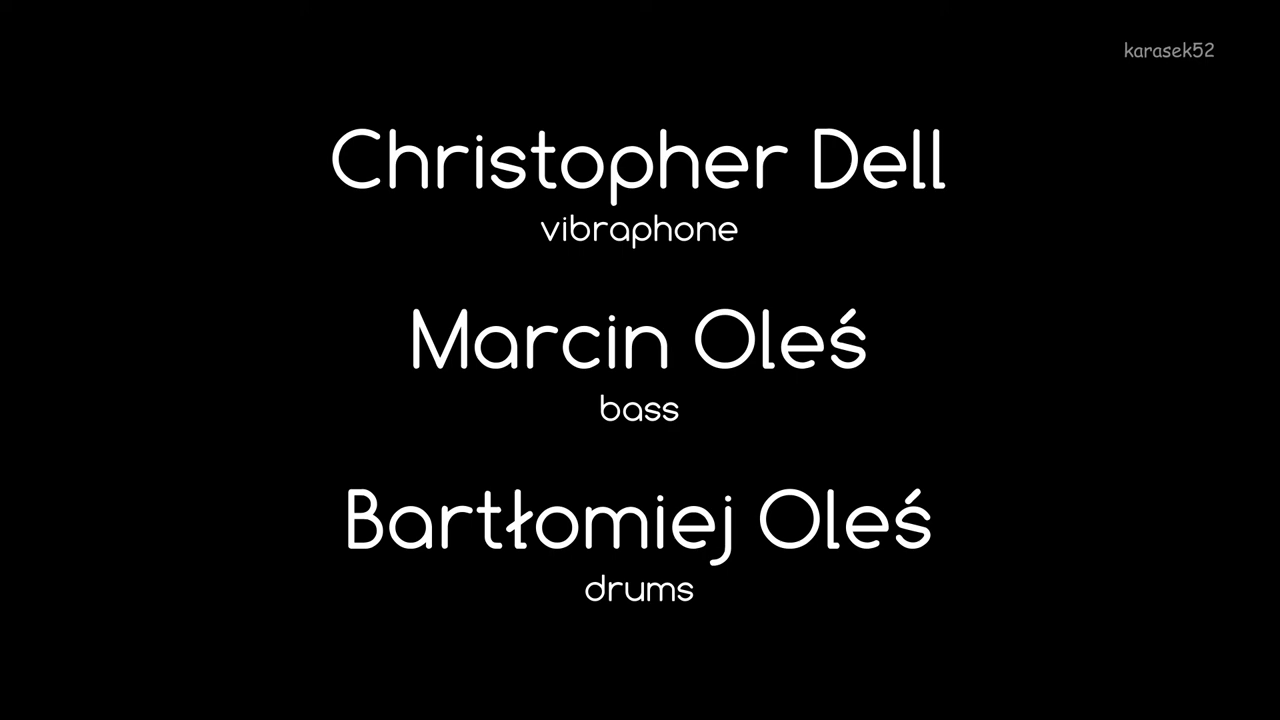 karasek52
Christopher Dell
vibraphone
Marcin Oleś
bass
Bartłomiej Oleś
drums